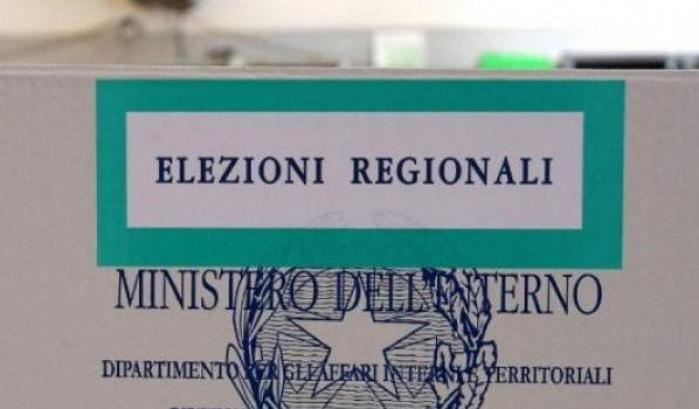 ELEZIONI REGIONALI
MINISTERO DELL'INTERNO
DIPARTIMENTO PER GLI AFFARI INTERNI E TERRITORIALI